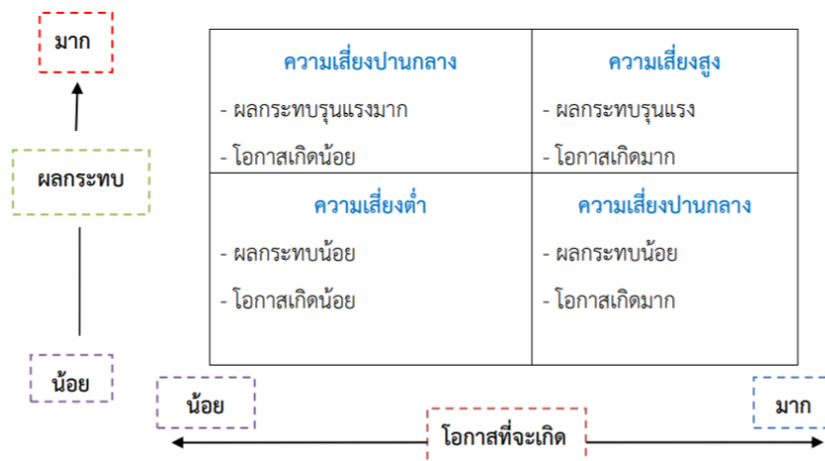 มาก
ผลกระทบ
น้อย
ความเสี่ยงปานกลาง
- ผลกระทบรุนแรงมาก
- โอกาสเกิดน้อย
ความเสี่ยงสูง
- ผลกระทบรุนแรง
- โอกาสเกิดมาก
ความเสี่ยงต่ำ
- ผลกระทบน้อย
- โอกาสเกิดน้อย
ความเสี่ยงปานกลาง
- ผลกระทบน้อย
- โอกาสเกิดมาก
น้อย
โอกาสที่จะเกิด
มาก